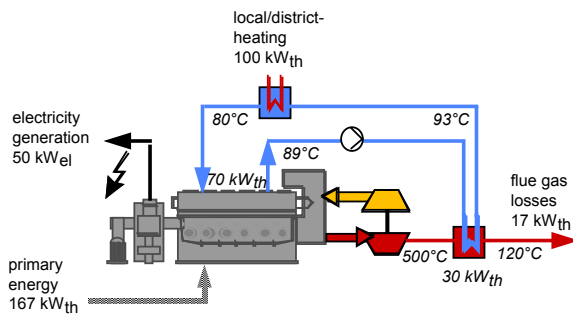 local/district-
heating
100 kWth
80°C
93°C
electricity
generation
50 kWel
89°C
70 kWth
flue gas
losses
17 kWth
primary
energy
167 kWth
500°C
120°C
30 kWth